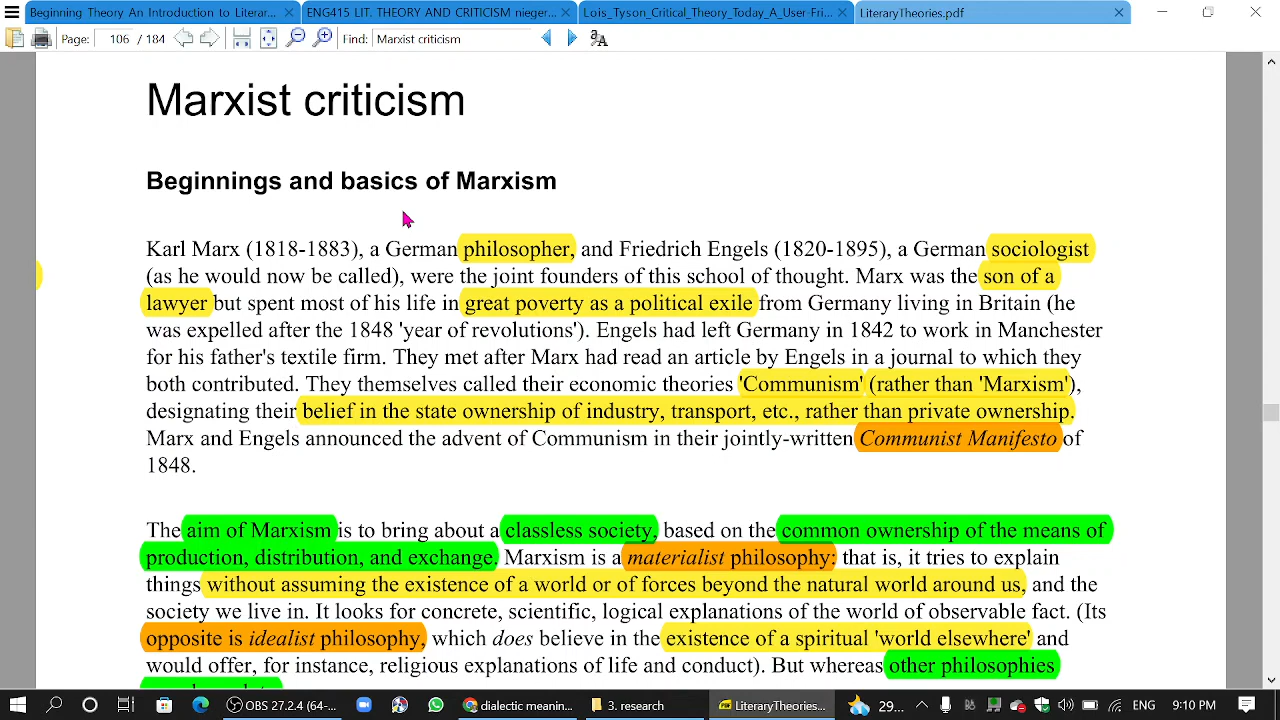 Beginning Theory An Introduction to Literar...
ENG415 LIT. THEORY AND CRITICISM nieger...
Lois_Tyson_Critical_Theory_Today_A_User-Fri...
LiteraryTheories.pdf
Page: 106 / 184 Find: Marxist criticism
Marxist criticism
Beginnings and basics of Marxism
Karl Marx (1818-1883), a German philosopher, and Friedrich Engels (1820-1895), a German sociologist
(as he would now be called), were the joint founders of this school of thought. Marx was the son of a
lawyer but spent most of his life in great poverty as a political exile from Germany living in Britain (he
was expelled after the 1848 'year of revolutions'). Engels had left Germany in 1842 to work in Manchester
for his father's textile firm. They met after Marx had read an article by Engels in a journal to which they
both contributed. They themselves called their economic theories 'Communism' (rather than 'Marxism'),
designating their belief in the state ownership of industry, transport, etc., rather than private ownership.
Marx and Engels announced the advent of Communism in their jointly-written Communist Manifesto of
1848.
The aim of Marxism is to bring about a classless society, based on the common ownership of the means of
production, distribution, and exchange. Marxism is a materialist philosophy: that is, it tries to explain
things without assuming the existence of a world or of forces beyond the natural world around us, and the
society we live in. It looks for concrete, scientific, logical explanations of the world of observable fact. (Its
opposite is idealist philosophy, which does believe in the existence of a spiritual 'world elsewhere' and
would offer, for instance, religious explanations of life and conduct). But whereas other philosophies
OBS 27.2.4 (64-...
dialectic meanin...
3. research
LiteraryTheories...
29...
ENG
9:10 PM